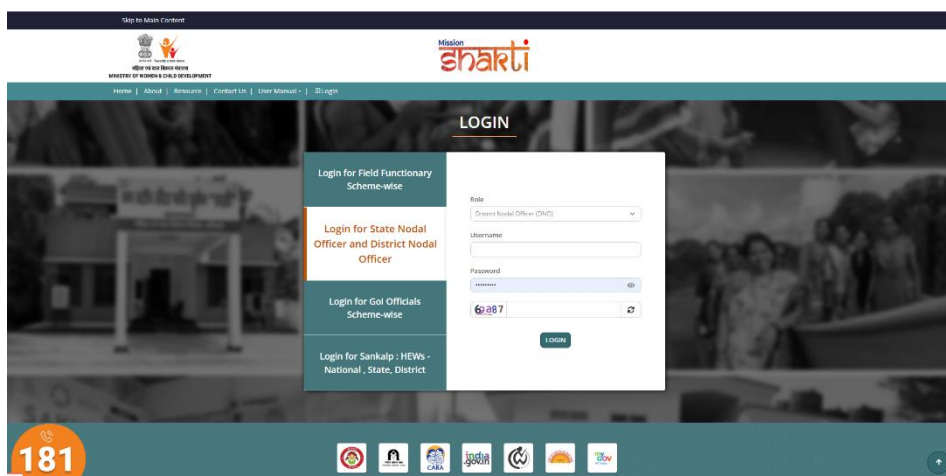 Skip to Main Content
महिला एवं बाल विकास मंत्रालय
MINISTRY OF WOMEN & CHILD DEVELOPMENT
Mission
shakti
Home | About | Resource | Contact Us | User Manual | Login
LOGIN
Login for Field Functionary
Scheme-wise
Login for State Nodal
Officer and District Nodal
Officer
Login for GoI Officials
Scheme-wise
Login for Sankalp : HEWs -
National , State, District
Role
District Nodal Officer (DNO)
Username
Password
LOGIN
181
CARA
india
.gov.in